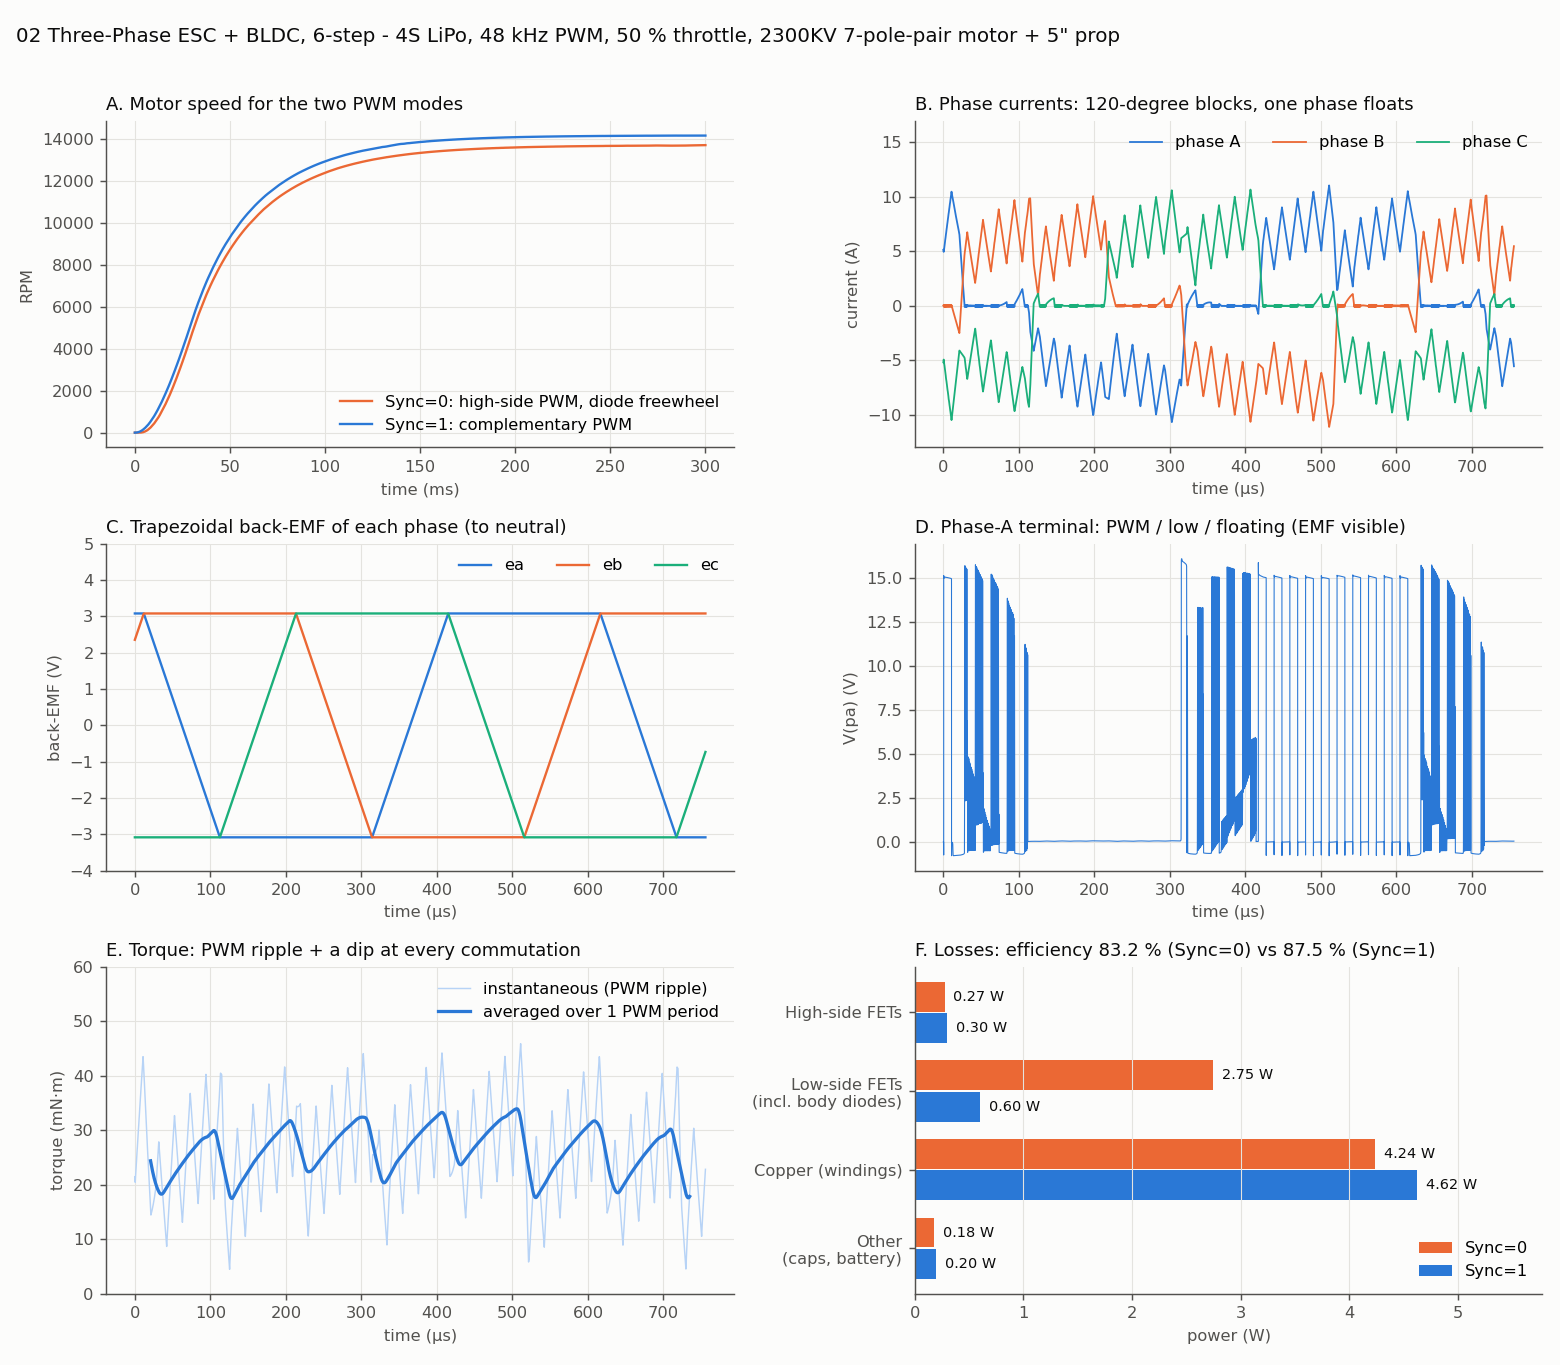 02 Three-Phase ESC + BLDC, 6-step - 4S LiPo, 48 kHz PWM, 50 % throttle, 2300KV 7-pole-pair motor + 5" prop
A. Motor speed for the two PWM modes
14000
12000
10000
8000
6000
4000
2000
0
RPM
Sync=0: high-side PWM, diode freewheel
Sync=1: complementary PWM
0 50 100 150 200 250 300
time (ms)
B. Phase currents: 120-degree blocks, one phase floats
phase A phase B phase C
15
10
5
0
−5
−10
current (A)
0 100 200 300 400 500 600 700
time (µs)
C. Trapezoidal back-EMF of each phase (to neutral)
ea eb ec
5
4
3
2
1
0
−1
−2
−3
−4
back-EMF (V)
0 100 200 300 400 500 600 700
time (µs)
D. Phase-A terminal: PWM / low / floating (EMF visible)
15.0
12.5
10.0
7.5
5.0
2.5
0.0
V(pa) (V)
0 100 200 300 400 500 600 700
time (µs)
E. Torque: PWM ripple + a dip at every commutation
instantaneous (PWM ripple)
averaged over 1 PWM period
60
50
40
30
20
10
0
torque (mN·m)
0 100 200 300 400 500 600 700
time (µs)
F. Losses: efficiency 83.2 % (Sync=0) vs 87.5 % (Sync=1)
High-side FETs
0.27 W
0.30 W
Low-side FETs
(incl. body diodes)
2.75 W
0.60 W
Copper (windings)
4.24 W
4.62 W
Other
(caps, battery)
0.18 W
0.20 W
Sync=0
Sync=1
0 1 2 3 4 5
power (W)